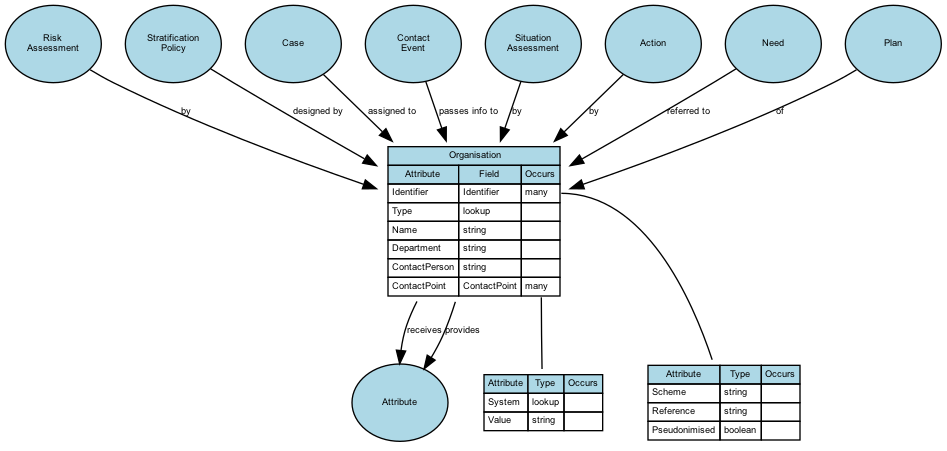 Risk
Assessment
Stratification
Policy
Case
Contact
Event
Situation
Assessment
Action
Need
Plan
by
designed by
assigned to
passes info to
by
by
referred to
of
Organisation
Attribute Field Occurs
Identifier Identifier many
Type lookup
Name string
Department string
ContactPerson string
ContactPoint ContactPoint many
receives provides
Attribute
Attribute Type Occurs
System lookup
Value string
Attribute Type Occurs
Scheme string
Reference string
Pseudonimised boolean